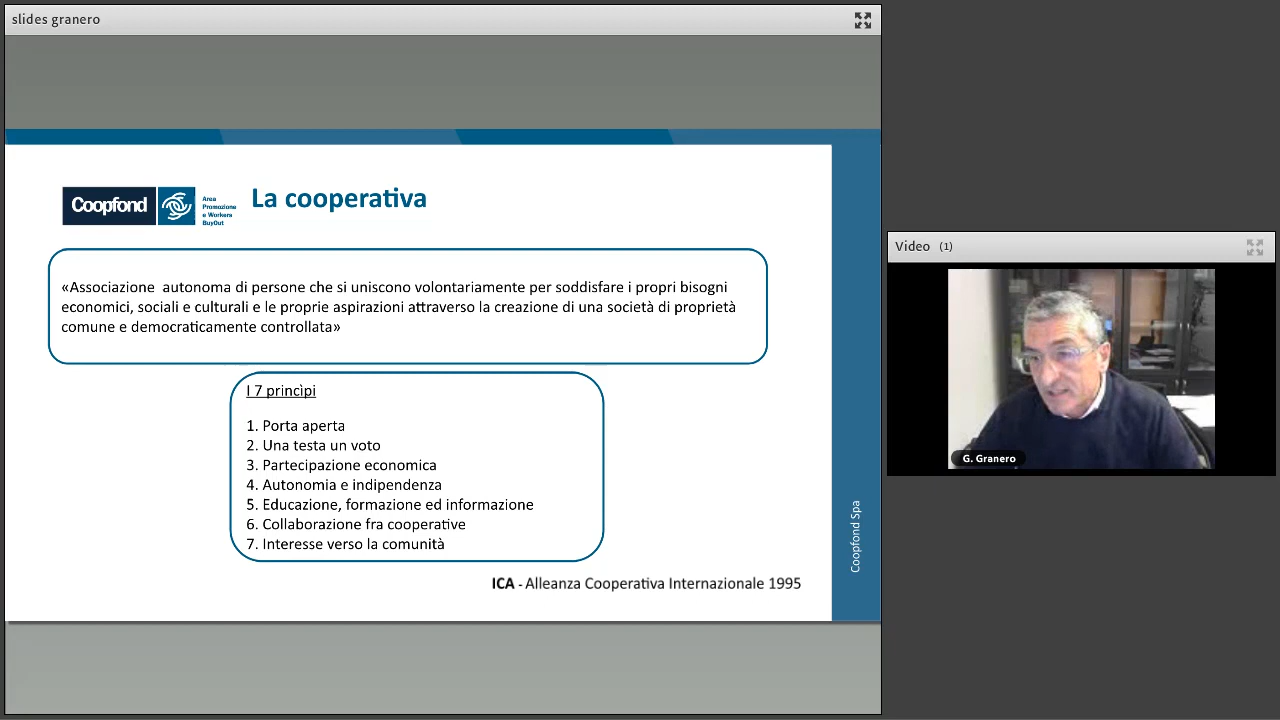 slides granero
Coopfond
Area
Promozione
e Workers
BuyOut
La cooperativa
«Associazione autonoma di persone che si uniscono volontariamente per soddisfare i propri bisogni
economici, sociali e culturali e le proprie aspirazioni attraverso la creazione di una società di proprietà
comune e democraticamente controllata»
I 7 princìpi
1. Porta aperta
2. Una testa un voto
3. Partecipazione economica
4. Autonomia e indipendenza
5. Educazione, formazione ed informazione
6. Collaborazione fra cooperative
7. Interesse verso la comunità
ICA - Alleanza Cooperativa Internazionale 1995
Coopfond Spa
Video (1)
G. Granero